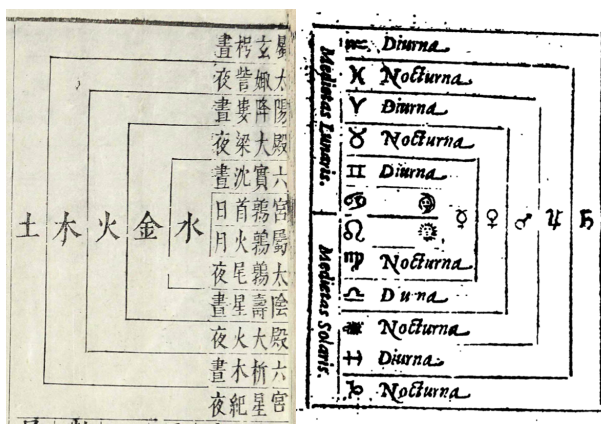 屬太陽殿六宮
屬太陰殿六宮
玄枵晝
娵訾夜
降婁晝
大梁夜
實沈晝
鶉首日
鶉火月
鶉尾夜
壽星晝
大火夜
析木晝
星紀夜
水
金
火
木
土
Medietas Lunaris.
Medietas Solaris.
♒ Diurna
♓ Nocturna
♈ Diurna
♉ Nocturna
♊ Diurna
♋ ☾
♌ ☉
♍ Nocturna
♎ D u na
♏ Nocturna
♐ Diurna
♑ Nocturna
☿ ♀ ♂ ♃ ♄